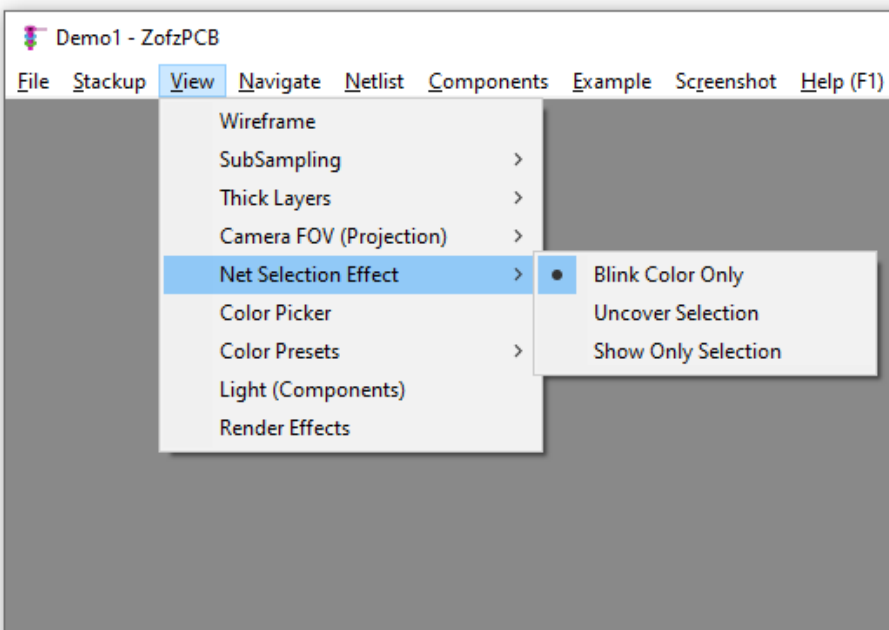 Demo1 - ZofzPCB
File Stackup View Navigate Netlist Components Example Screenshot Help (F1)
Wireframe
SubSampling
Thick Layers
Camera FOV (Projection)
Net Selection Effect
Blink Color Only
Color Picker
Uncover Selection
Color Presets
Show Only Selection
Light (Components)
Render Effects